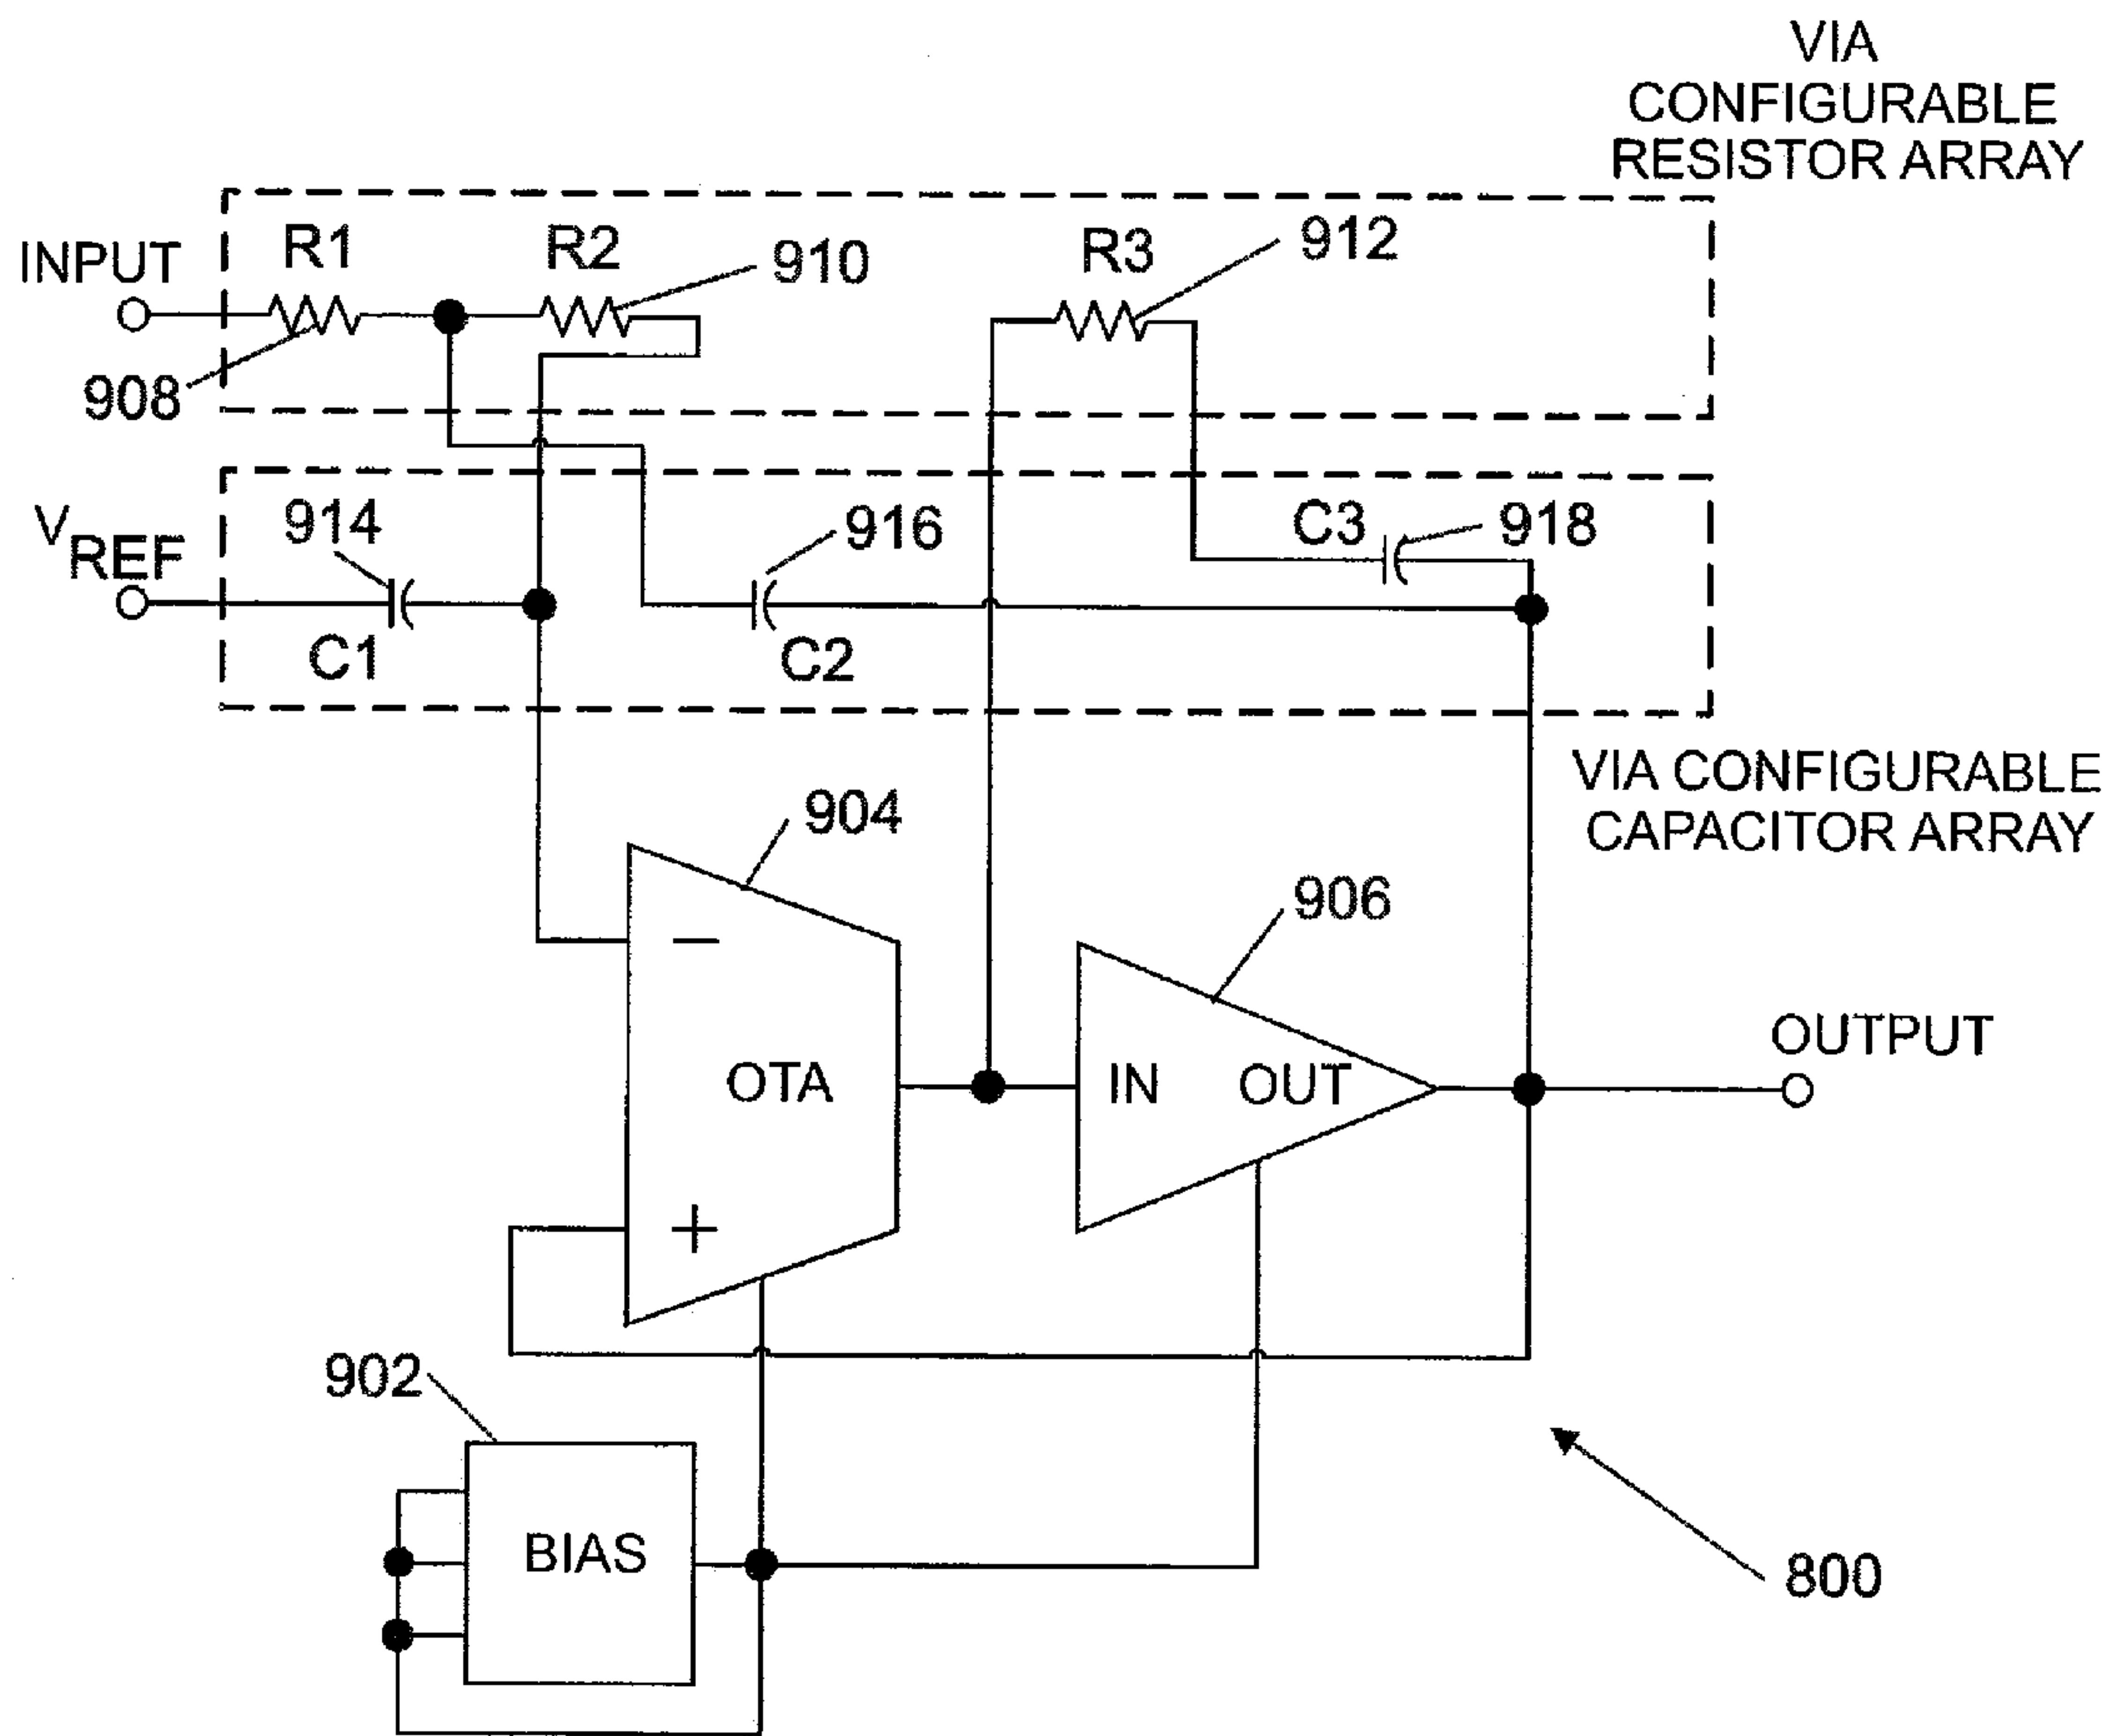 VIA
CONFIGURABLE
RESISTOR ARRAY
INPUT
R1
R2
910
R3
912
908
VREF
914
916
C3
918
C1
C2
VIA CONFIGURABLE
CAPACITOR ARRAY
904
906
−
OTA
IN
OUT
OUTPUT
+
902
BIAS
800